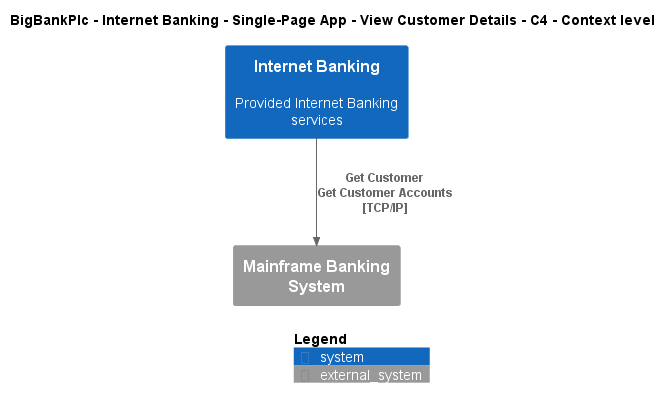 BigBankPlc - Internet Banking - Single-Page App - View Customer Details - C4 - Context level
Internet Banking
Provided Internet Banking
services
Get Customer
Get Customer Accounts
[TCP/IP]
Mainframe Banking
System
Legend
system
external_system